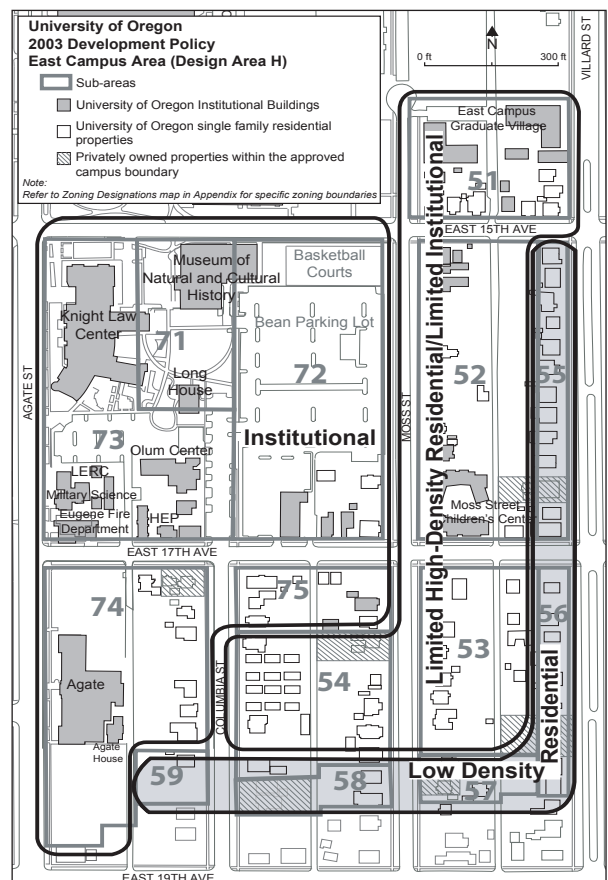 University of Oregon
2003 Development Policy
East Campus Area (Design Area H)
Sub-areas
University of Oregon Institutional Buildings
University of Oregon single family residential
properties
Privately owned properties within the approved
campus boundary
Note:
Refer to Zoning Designations map in Appendix for specific zoning boundaries
N
0 ft
300 ft
VILLARD ST
East Campus
Graduate Village
51
EAST 15TH AVE
Museum of
Natural and Cultural
History
Basketball
Courts
Knight Law
Center
71
Bean Parking Lot
72
Long
House
AGATE ST
73
Olum Center
Institutional
MOSS ST
52
55
Limited High-Density Residential/Limited Institutional
LERC
Military Science
Eugene Fire
Department
HEP
Moss Street
Children's Center
EAST 17TH AVE
74
75
53
56
54
Agate
Agate
House
COLUMBIA ST
59
58
57
Low Density
Residential
EAST 19TH AVE